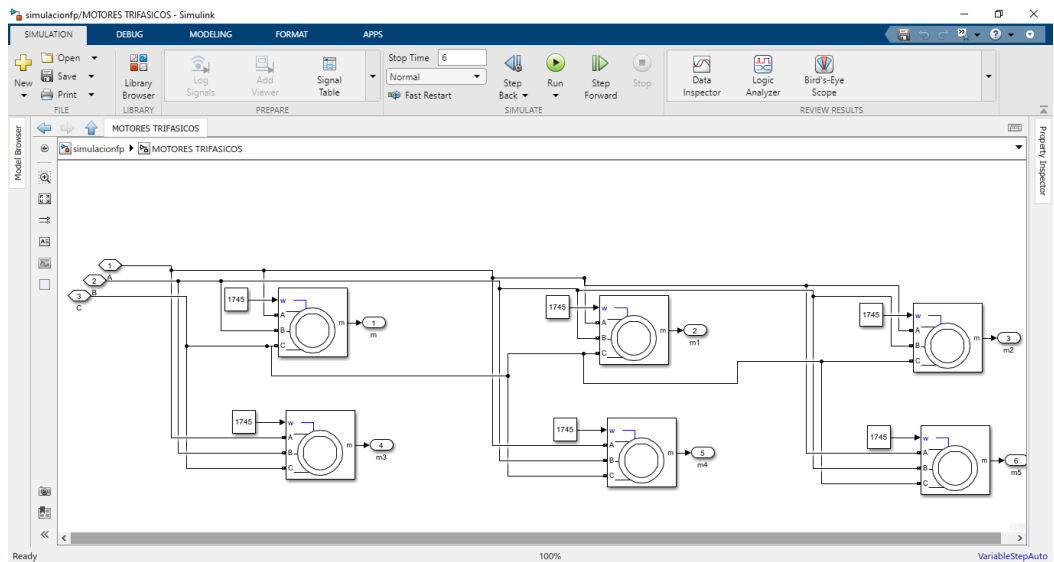 simulacionfp/MOTORES TRIFASICOS - Simulink
SIMULATION DEBUG MODELING FORMAT APPS
New
Open
Save
Print
FILE
Library Browser
LIBRARY
Log Signals
Add Viewer
Signal Table
PREPARE
Stop Time 6
Normal
Fast Restart
Step Back
Run
Step Forward
Stop
SIMULATE
Data Inspector
Logic Analyzer
Bird's-Eye Scope
REVIEW RESULTS
Model Browser
MOTORES TRIFASICOS
Property Inspector
simulacionfp MOTORES TRIFASICOS
1
A
2
B
3
C
1745
w
A
B
C
m
1
m
1745
w
A
B
C
m
2
m1
1745
w
A
B
C
m
3
m2
1745
w
A
B
C
m
4
m3
1745
w
A
B
C
m
5
m4
1745
w
A
B
C
m
6
m5
Ready
100%
VariableStepAuto